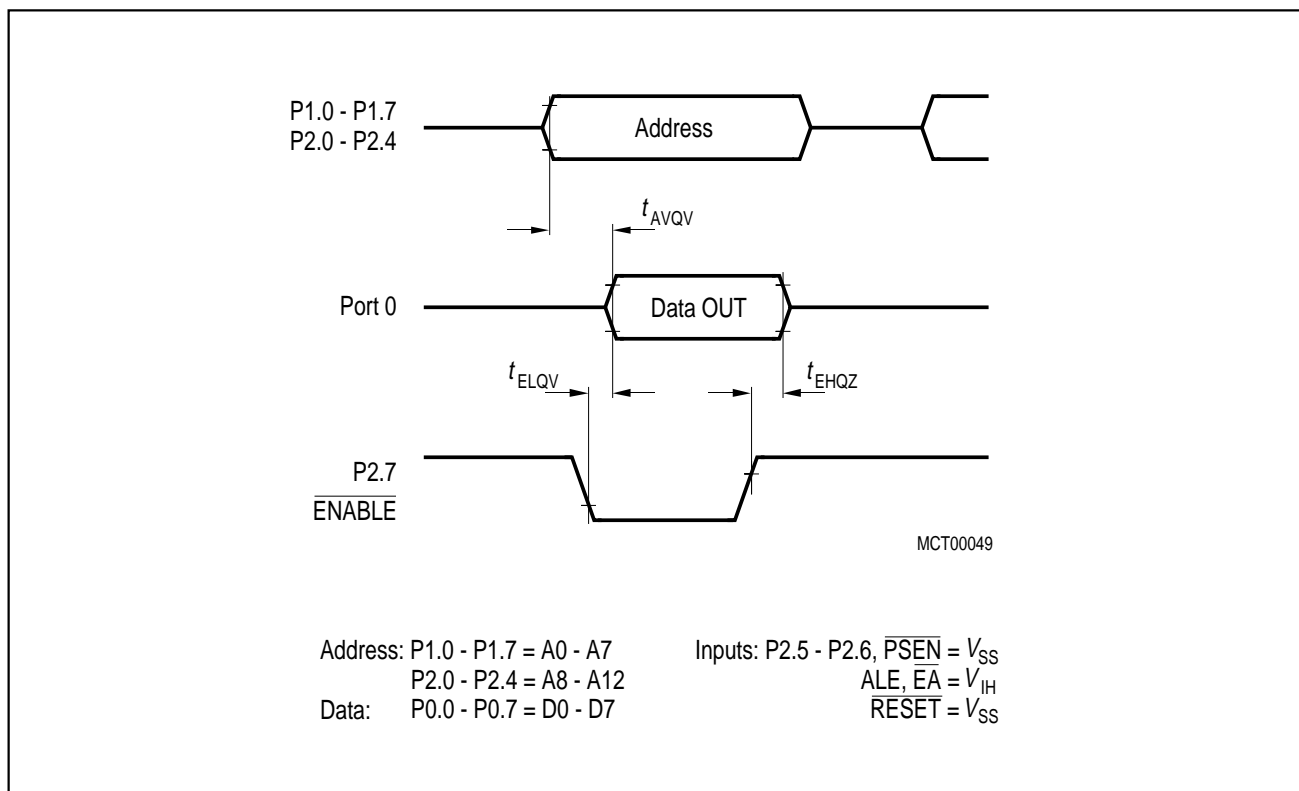 P1.0 - P1.7
P2.0 - P2.4
Address
tAVQV
Port 0
Data OUT
tELQV
tEHQZ
P2.7
ENABLE
MCT00049
Address: P1.0 - P1.7 = A0 - A7
P2.0 - P2.4 = A8 - A12
Data: P0.0 - P0.7 = D0 - D7
Inputs: P2.5 - P2.6, PSEN = VSS
ALE, EA = VIH
RESET = VSS